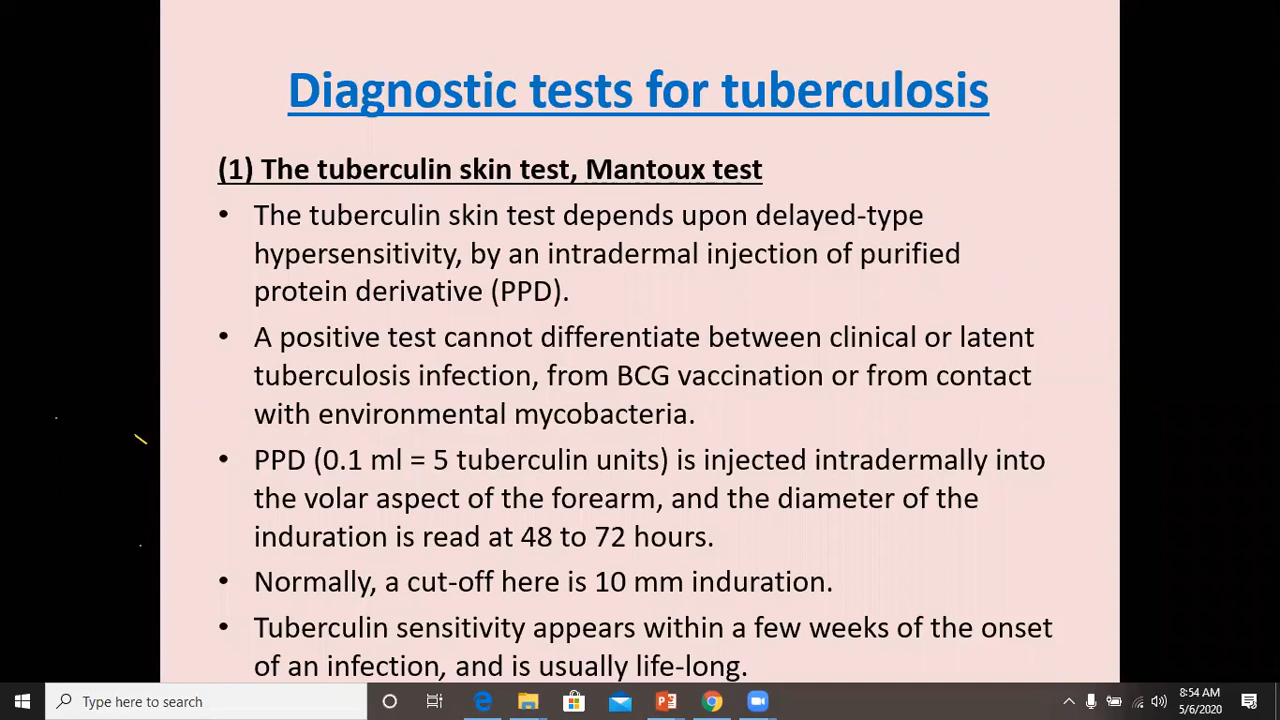 Diagnostic tests for tuberculosis
(1) The tuberculin skin test, Mantoux test
• The tuberculin skin test depends upon delayed-type
hypersensitivity, by an intradermal injection of purified
protein derivative (PPD).
• A positive test cannot differentiate between clinical or latent
tuberculosis infection, from BCG vaccination or from contact
with environmental mycobacteria.
• PPD (0.1 ml = 5 tuberculin units) is injected intradermally into
the volar aspect of the forearm, and the diameter of the
induration is read at 48 to 72 hours.
• Normally, a cut-off here is 10 mm induration.
• Tuberculin sensitivity appears within a few weeks of the onset
of an infection, and is usually life-long.
Type here to search
8:54 AM
5/6/2020